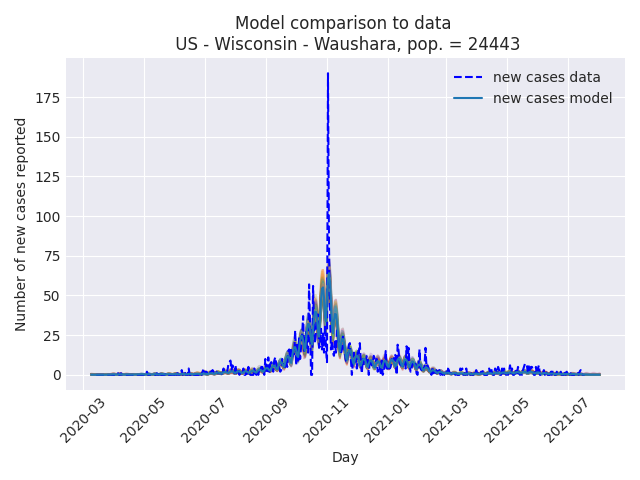 Model comparison to data
US - Wisconsin - Waushara, pop. = 24443
new cases data
new cases model
Number of new cases reported
175
150
125
100
75
50
25
0
2020-03
2020-05
2020-07
2020-09
2020-11
2021-01
2021-03
2021-05
2021-07
Day